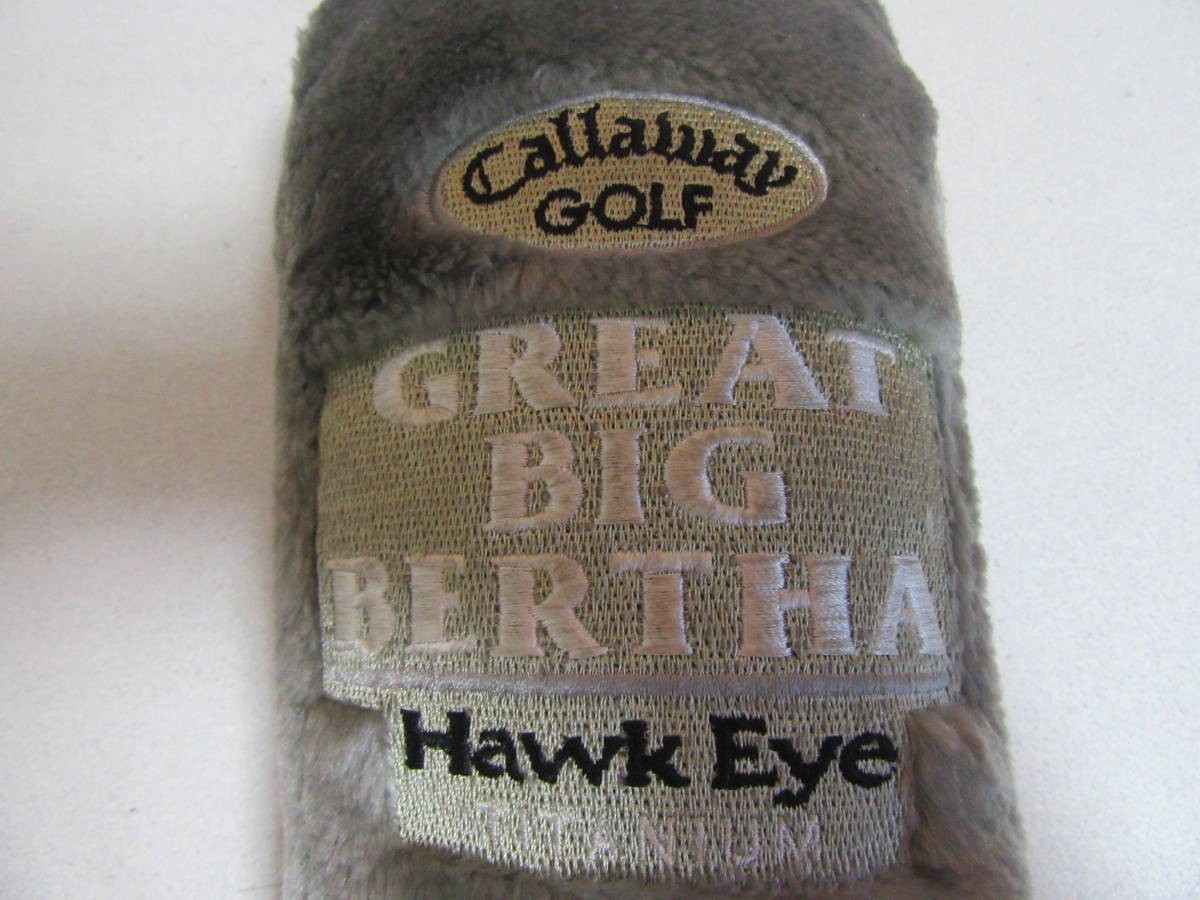 Callaway
GOLF
GREAT
BIG
BERTHA
Hawk Eye
TITANIUM